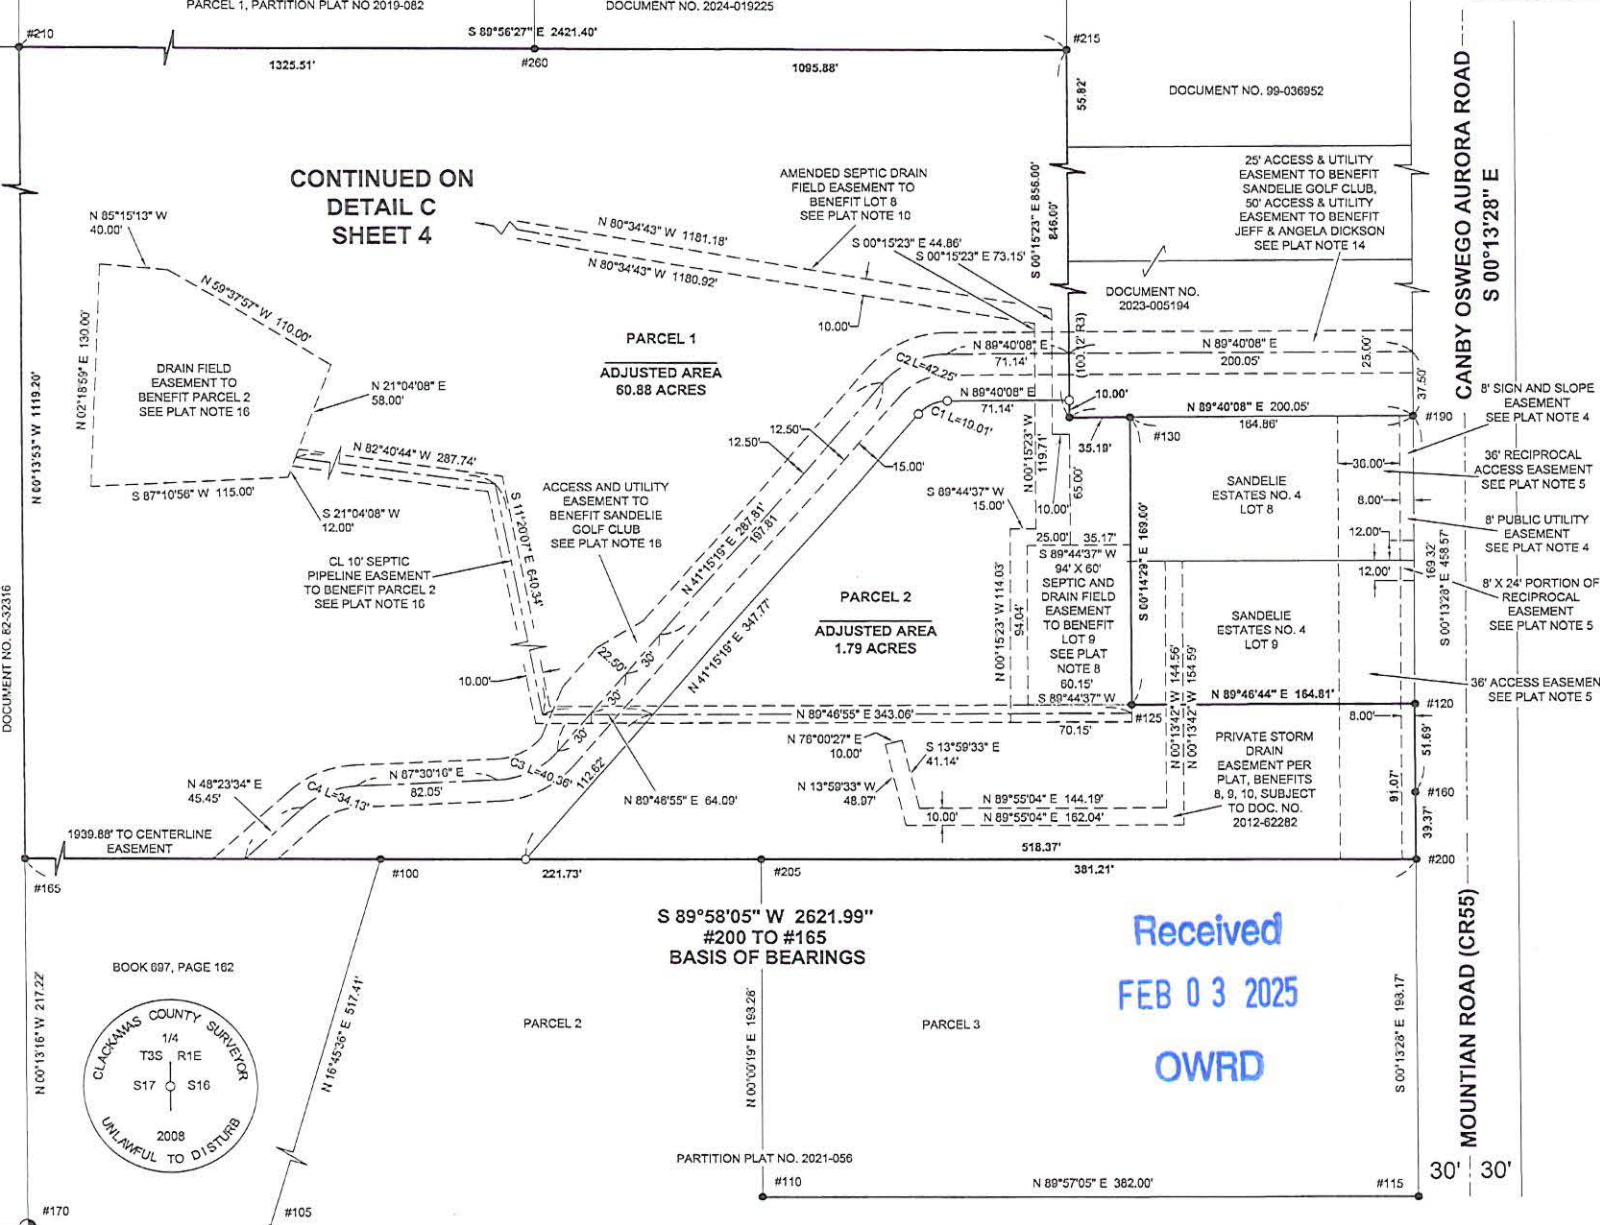 PARCEL 1, PARTITION PLAT NO 2019-082
DOCUMENT NO. 2024-019225
#210
S 89°56'27" E 2421.40'
#215
1325.51'
#260
1095.88'
55.82'
DOCUMENT NO. 99-036952
CANBY OSWEGO AURORA ROAD
S 00°13'28" E
CONTINUED ON
DETAIL C
SHEET 4
N 85°15'13" W
40.00'
AMENDED SEPTIC DRAIN
FIELD EASEMENT TO
BENEFIT LOT 8
SEE PLAT NOTE 10
25' ACCESS & UTILITY
EASEMENT TO BENEFIT
SANDELIE GOLF CLUB,
50' ACCESS & UTILITY
EASEMENT TO BENEFIT
JEFF & ANGELA DICKSON
SEE PLAT NOTE 14
N 80°34'43" W 1181.18'
N 80°34'43" W 1180.92'
S 00°15'23" E 44.86'
S 00°15'23" E 73.15'
S 00°15'23" E 856.00'
846.00'
10.00'
DOCUMENT NO.
2023-005194
(100.12' R3)
N 59°37'57" W 110.00'
N 02°18'59" E 130.00'
DRAIN FIELD
EASEMENT TO
BENEFIT PARCEL 2
SEE PLAT NOTE 16
N 21°04'08" E
58.00'
PARCEL 1
ADJUSTED AREA
60.88 ACRES
C2 L=42.25'
N 89°40'08" E
71.14'
N 89°40'08" E
200.05'
25.00'
37.50'
N 89°40'08" E
71.14'
C1 L=19.01'
10.00'
N 89°40'08" E 200.05'
164.86'
#190
35.19'
#130
8' SIGN AND SLOPE
EASEMENT
SEE PLAT NOTE 4
N 00°13'53" W 1119.20'
N 82°40'44" W 287.74'
S 87°10'56" W 115.00'
S 21°04'08" W
12.00'
12.50'
12.50'
15.00'
N 00°15'23" W
119.71'
65.00'
10.00'
S 89°44'37" W
15.00'
36.00'
36' RECIPROCAL
ACCESS EASEMENT
SEE PLAT NOTE 5
SANDELIE
ESTATES NO. 4
LOT 8
8.00'
12.00'
12.00'
8' PUBLIC UTILITY
EASEMENT
SEE PLAT NOTE 4
ACCESS AND UTILITY
EASEMENT TO
BENEFIT SANDELIE
GOLF CLUB
SEE PLAT NOTE 16
S 11°20'07" E 640.34'
CL 10' SEPTIC
PIPELINE EASEMENT
TO BENEFIT PARCEL 2
SEE PLAT NOTE 16
N 41°15'19" E 287.81'
197.81
N 41°15'19" E 347.77'
25.00' 35.17'
S 89°44'37" W
94' X 60'
SEPTIC AND
DRAIN FIELD
EASEMENT
TO BENEFIT
LOT 9
SEE PLAT
NOTE 8
60.15'
S 89°44'37" W
N 00°15'23" W 114.03'
94.04'
S 00°14'29" E 169.00'
169.32'
S 00°13'28" E 458.57'
8' X 24' PORTION OF
RECIPROCAL
EASEMENT
SEE PLAT NOTE 5
DOCUMENT NO. 82-32316
PARCEL 2
ADJUSTED AREA
1.79 ACRES
SANDELIE
ESTATES NO. 4
LOT 9
22.50'
30'
30'
30'
10.00'
36' ACCESS EASEMEN
SEE PLAT NOTE 5
N 89°46'44" E 164.81'
#120
N 89°46'55" E 343.06'
70.15'
#125
8.00'
N 00°13'42" W 144.56'
N 00°13'42" W 154.59'
51.69'
N 76°00'27" E
10.00'
S 13°59'33" E
41.14'
N 13°59'33" W
48.97'
PRIVATE STORM
DRAIN
EASEMENT PER
PLAT, BENEFITS
8, 9, 10, SUBJECT
TO DOC. NO.
2012-62282
N 48°23'34" E
45.45'
N 87°30'16" E
82.05'
C4 L=34.13'
C3 L=40.36'
112.62'
N 89°46'55" E 64.09'
N 89°55'04" E 144.19'
N 89°55'04" E 162.04'
10.00'
91.07'
#160
39.37'
1939.88' TO CENTERLINE
EASEMENT
518.37'
#200
#165
#100
221.73'
#205
381.21'
S 89°58'05" W 2621.99"
#200 TO #165
BASIS OF BEARINGS
Received
FEB 03 2025
OWRD
BOOK 697, PAGE 162
N 00°13'16" W 217.22'
N 16°45'36" E 517.41'
CLACKAMAS COUNTY SURVEYOR
1/4
T3S R1E
S17 S16
2008
UNLAWFUL TO DISTURB
PARCEL 2
N 00°00'19" E 193.26'
PARCEL 3
S 00°13'28" E 193.17'
MOUNTIAN ROAD (CR55)
PARTITION PLAT NO. 2021-056
30' 30'
#110
N 89°57'05" E 382.00'
#115
#170
#105